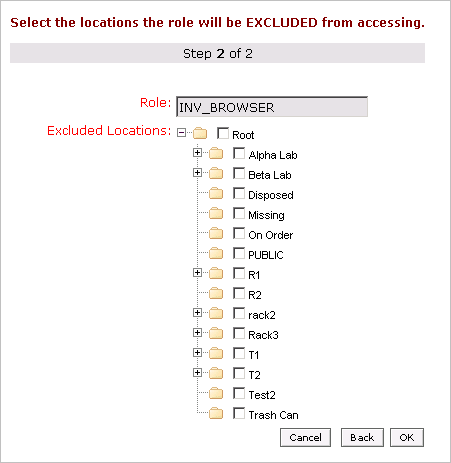 Select the locations the role will be EXCLUDED from accessing.
Step 2 of 2
Role: INV_BROWSER
Excluded Locations: Root
Alpha Lab
Beta Lab
Disposed
Missing
On Order
PUBLIC
R1
R2
rack2
Rack3
T1
T2
Test2
Trash Can
Cancel Back OK